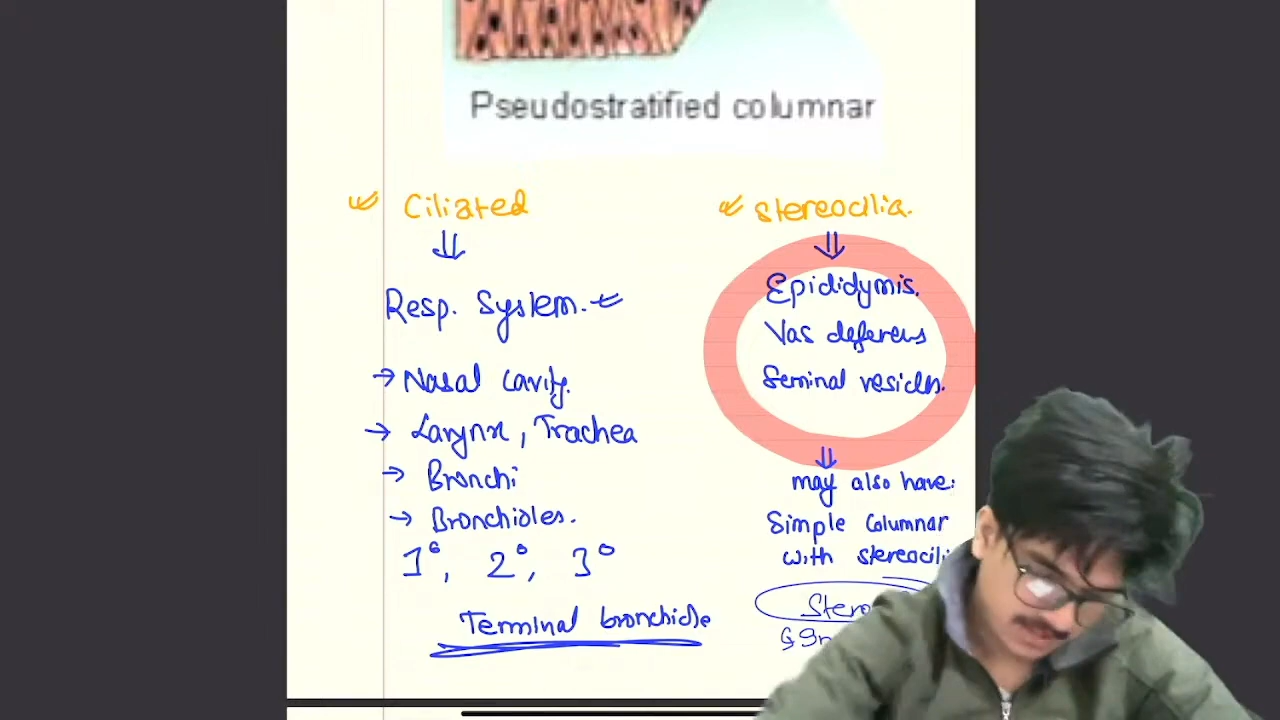 Pseudostratified columnar
Ciliated
Stereocilia.
Resp. System.
Epididymis.
Vas deferens
Seminal vesicles.
→ Nasal cavity.
→ Larynx, Trachea
→ Bronchi
→ Bronchioles.
1°, 2°, 3°
Terminal bronchiole
may also have:
Simple Columnar
with